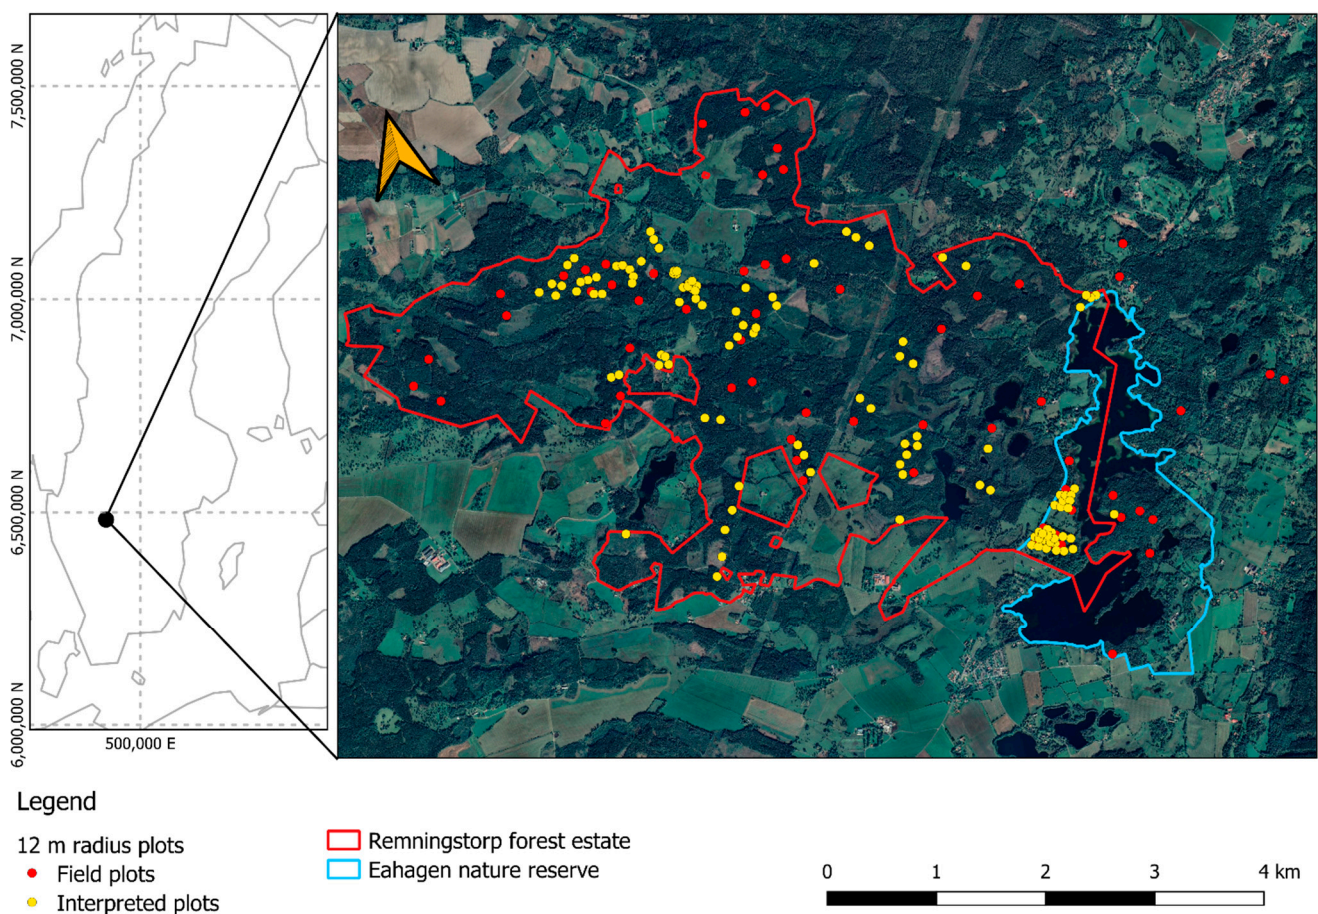 7,500,000 N
7,000,000 N
6,500,000 N
6,000,000 N
500,000 E
Legend
12 m radius plots
Field plots
Interpreted plots
Remningstorp forest estate
Eahagen nature reserve
0 1 2 3 4 km